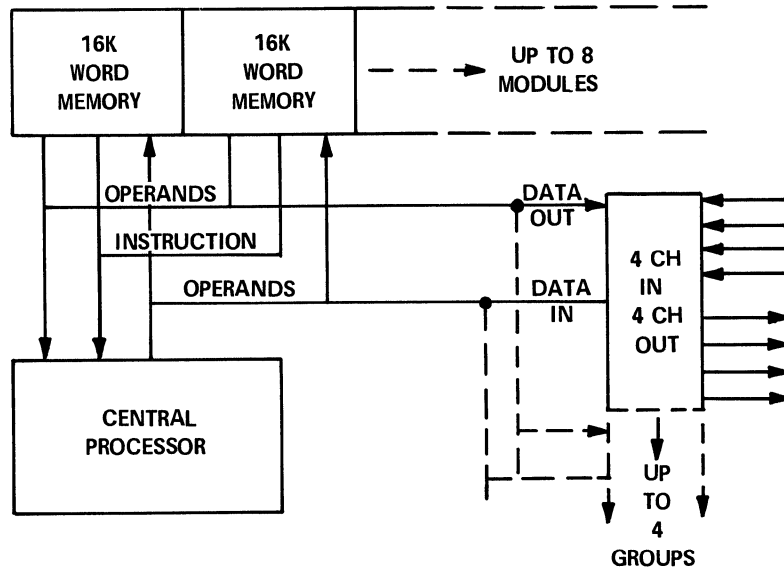 16K
WORD
MEMORY
16K
WORD
MEMORY
UP TO 8
MODULES
OPERANDS
DATA
OUT
INSTRUCTION
OPERANDS
DATA
IN
4 CH
IN
4 CH
OUT
CENTRAL
PROCESSOR
UP
TO
4
GROUPS